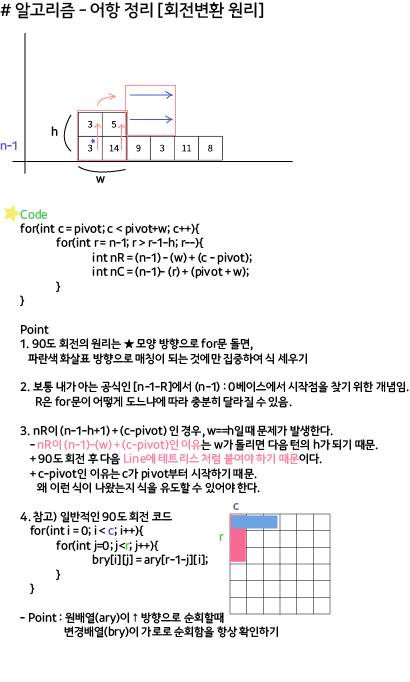 # 알고리즘 - 어항 정리 [회전변환 원리]
h
3 5
n-1
3* 14 9 3 11 8
w
Code
for(int c = pivot; c < pivot+w; c++){
for(int r = n-1; r > r-1-h; r--){
int nR = (n-1) - (w) + (c - pivot);
int nC = (n-1)- (r) + (pivot + w);
}
}
Point
1. 90도 회전의 원리는 ★ 모양 방향으로 for문 돌면,
파란색 화살표 방향으로 매칭이 되는 것에만 집중하여 식 세우기
2. 보통 내가 아는 공식인 [n-1-R]에서 (n-1) : 0베이스에서 시작점을 찾기 위한 개념임.
R은 for문이 어떻게 도느냐에 따라 충분히 달라질 수 있음.
3. nR이 (n-1-h+1) + (c-pivot) 인 경우, w==h일 때 문제가 발생한다.
- nR이 (n-1)-(w) + (c-pivot)인 이유는 w가 돌리면 다음 턴의 h가 되기 때문.
+ 90도 회전 후 다음 Line에 테트리스 처럼 붙여야 하기 때문이다.
+ c-pivot인 이유는 c가 pivot부터 시작하기 때문.
왜 이런 식이 나왔는지 식을 유도할 수 있어야 한다.
4. 참고) 일반적인 90도 회전 코드
for(int i = 0; i < c; i++){
for(int j=0; j<r; j++){
bry[i][j] = ary[r-1-j][i];
}
}
c
r
- Point : 원배열(ary)이 ↑ 방향으로 순회할때
변경배열(bry)이 가로로 순회함을 항상 확인하기